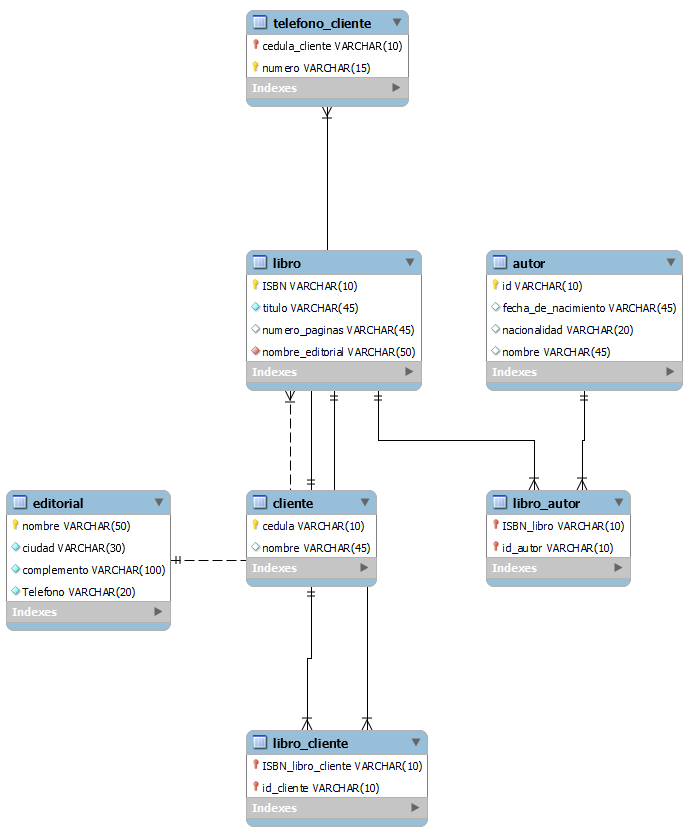 telefono_cliente
cedula_cliente VARCHAR(10)
numero VARCHAR(15)
Indexes
libro
ISBN VARCHAR(10)
titulo VARCHAR(45)
numero_paginas VARCHAR(45)
nombre_editorial VARCHAR(50)
Indexes
autor
id VARCHAR(10)
fecha_de_nacimiento VARCHAR(45)
nacionalidad VARCHAR(20)
nombre VARCHAR(45)
Indexes
editorial
nombre VARCHAR(50)
ciudad VARCHAR(30)
complemento VARCHAR(100)
Telefono VARCHAR(20)
Indexes
cliente
cedula VARCHAR(10)
nombre VARCHAR(45)
Indexes
libro_autor
ISBN_libro VARCHAR(10)
id_autor VARCHAR(10)
Indexes
libro_cliente
ISBN_libro_cliente VARCHAR(10)
id_cliente VARCHAR(10)
Indexes